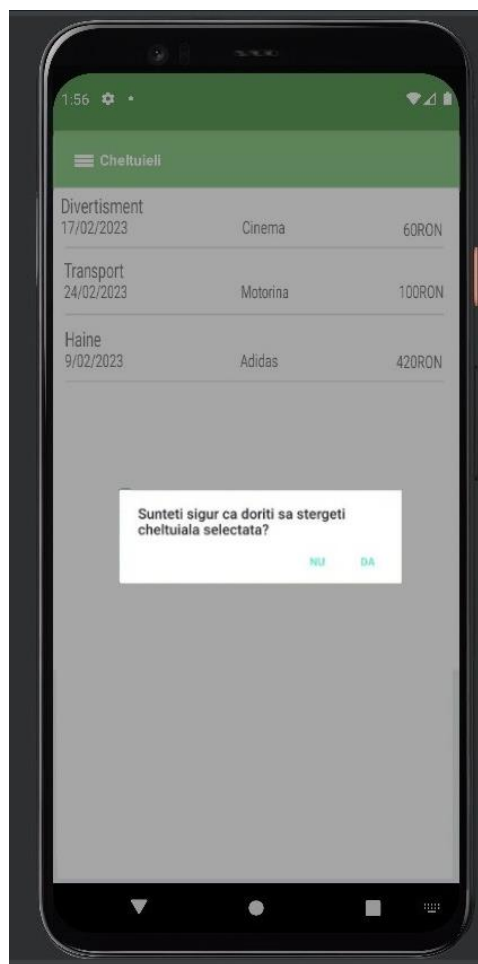 1:56
Cheltuieli
Divertisment
17/02/2023 Cinema 60RON
Transport
24/02/2023 Motorina 100RON
Haine
9/02/2023 Adidas 420RON
Sunteti sigur ca doriti sa stergeti
cheltuiala selectata?
NU DA